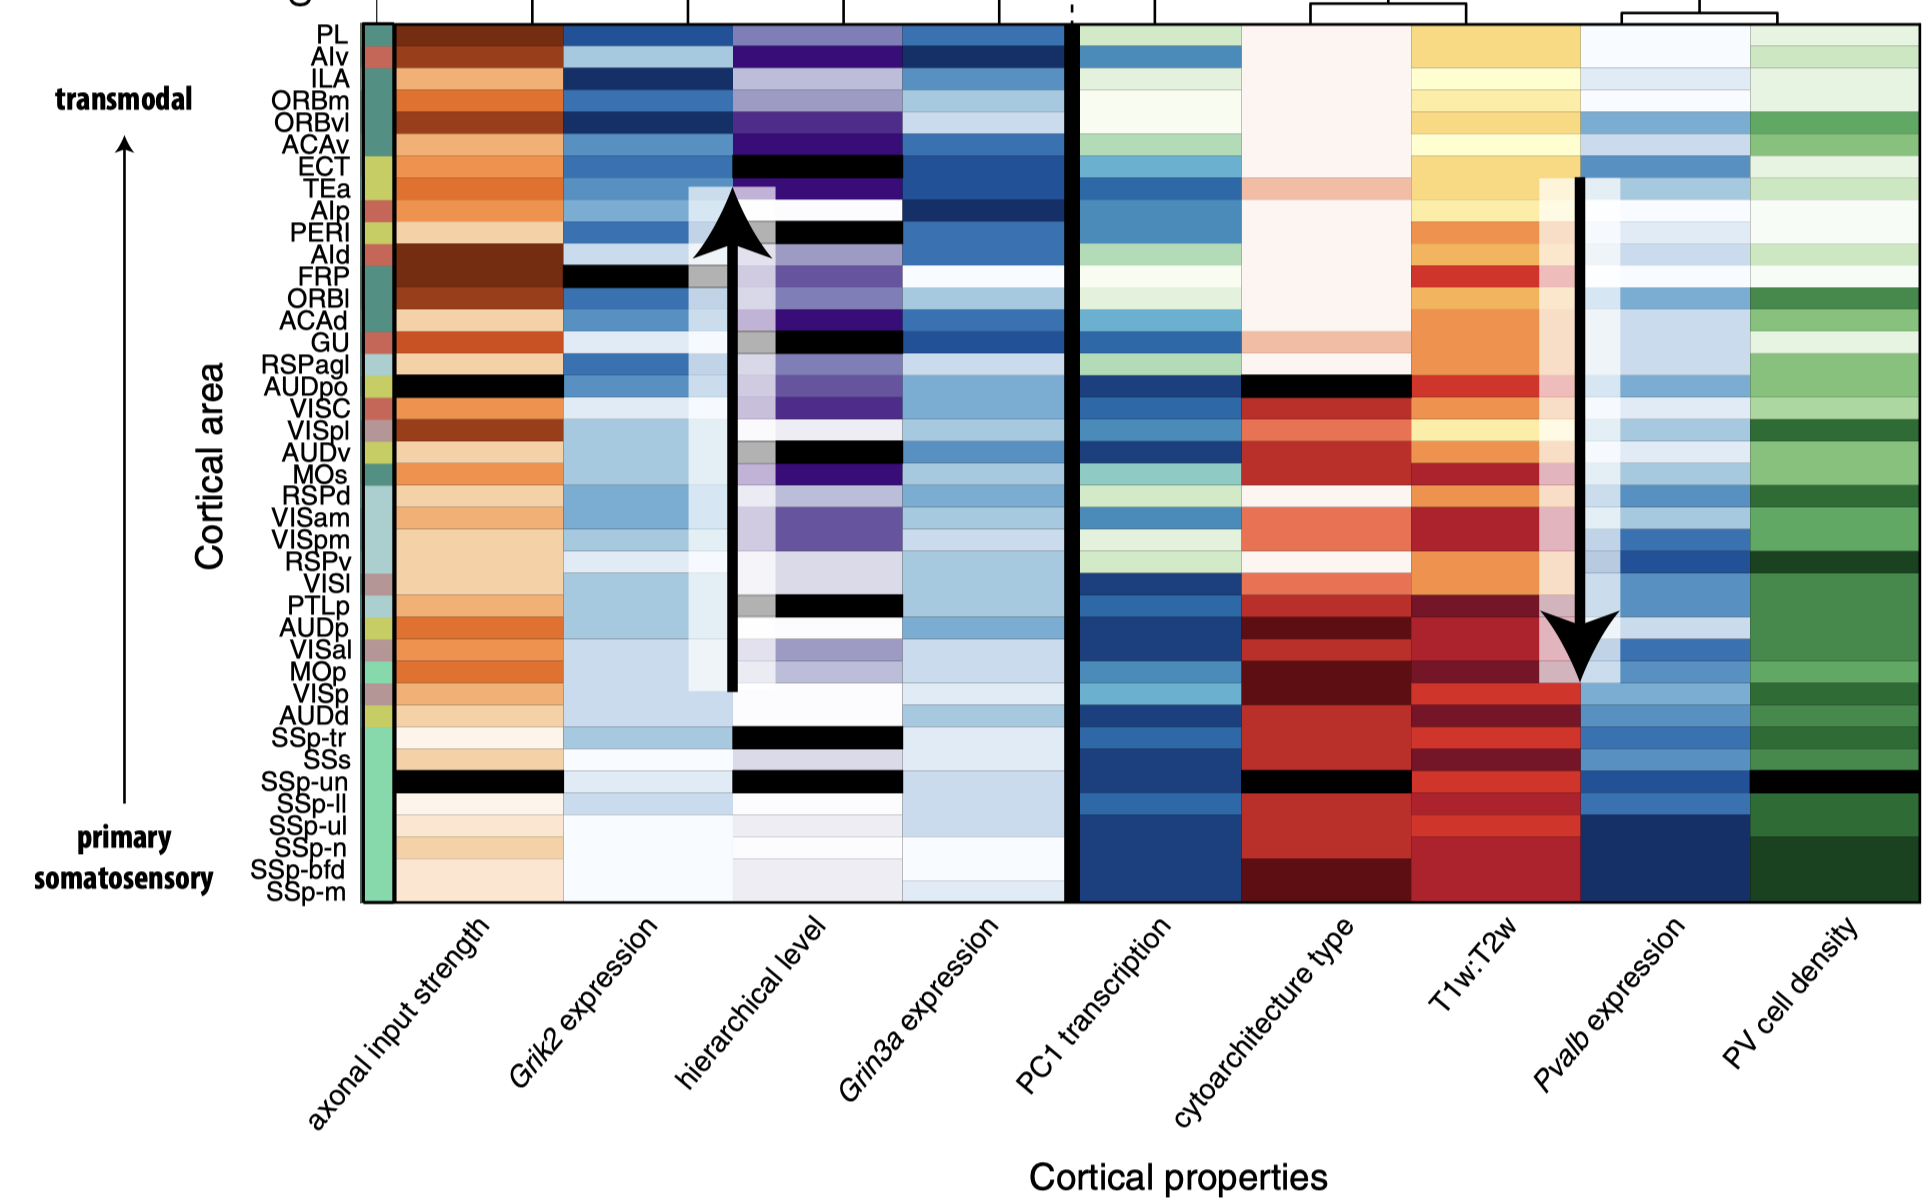 PL
AIv
ILA
transmodal
ORBm
ORBvl
ACAv
ECT
TEa
AIp
PERI
AId
FRP
ORBl
ACAd
GU
RSPagl
AUDpo
VISC
VISpl
AUDv
MOs
RSPd
VISam
VISpm
RSPv
VISl
PTLp
AUDp
VISal
MOp
VISp
AUDd
SSp-tr
SSs
SSp-un
SSp-ll
SSp-ul
SSp-n
SSp-bfd
SSp-m
Cortical area
primary
somatosensory
axonal input strength
Grik2 expression
hierarchical level
Grin3a expression
PC1 transcription
cytoarchitecture type
T1w:T2w
Pvalb expression
PV cell density
Cortical properties